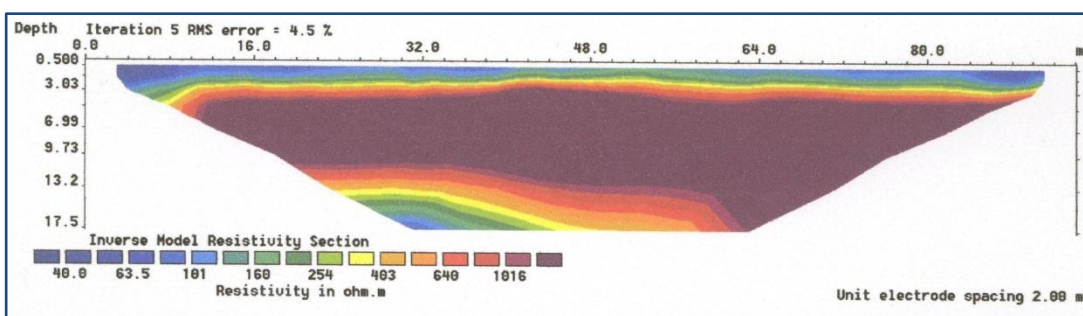 Depth Iteration 5 RMS error = 4.5 %
0.0 16.0 32.0 48.0 64.0 80.0 m
0.500
3.03
6.99
9.73
13.2
17.5
Inverse Model Resistivity Section
40.0 63.5 101 160 254 403 640 1016
Resistivity in ohm.m
Unit electrode spacing 2.00 m